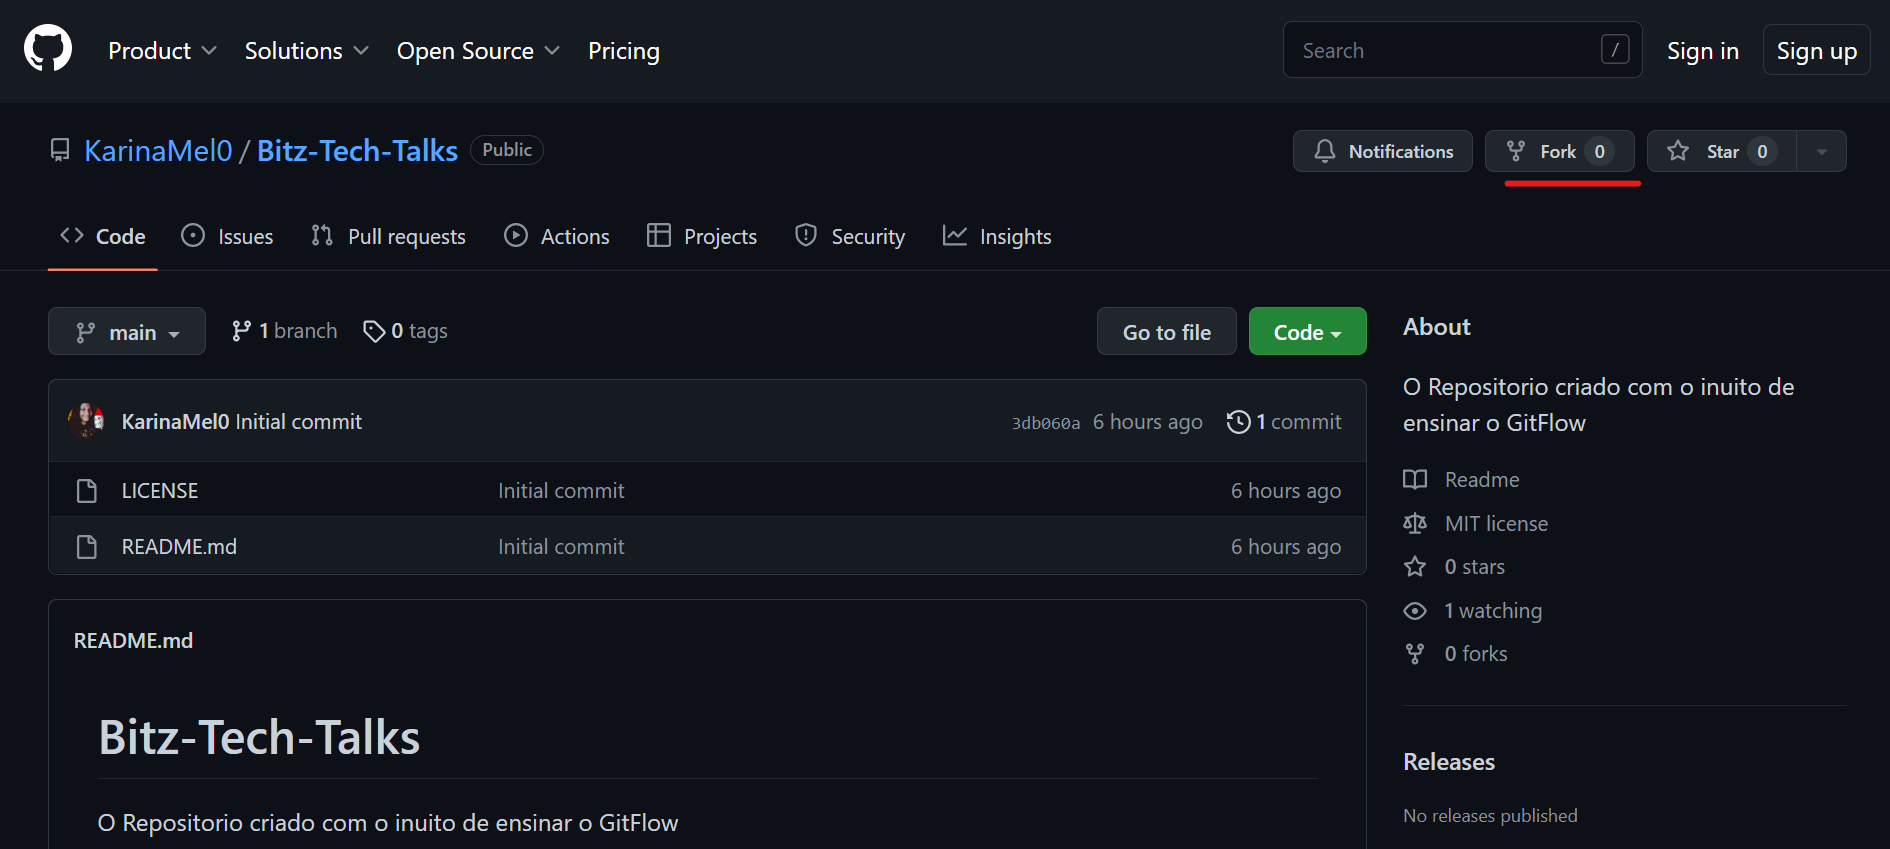 Product Solutions Open Source Pricing Search / Sign in Sign up
KarinaMel0 / Bitz-Tech-Talks Public Notifications Fork 0 Star 0
Code Issues Pull requests Actions Projects Security Insights
main 1 branch 0 tags Go to file Code
KarinaMel0 Initial commit 3db060a 6 hours ago 1 commit
LICENSE Initial commit 6 hours ago
README.md Initial commit 6 hours ago
README.md
Bitz-Tech-Talks
O Repositorio criado com o inuito de ensinar o GitFlow
About
O Repositorio criado com o inuito de
ensinar o GitFlow
Readme
MIT license
0 stars
1 watching
0 forks
Releases
No releases published